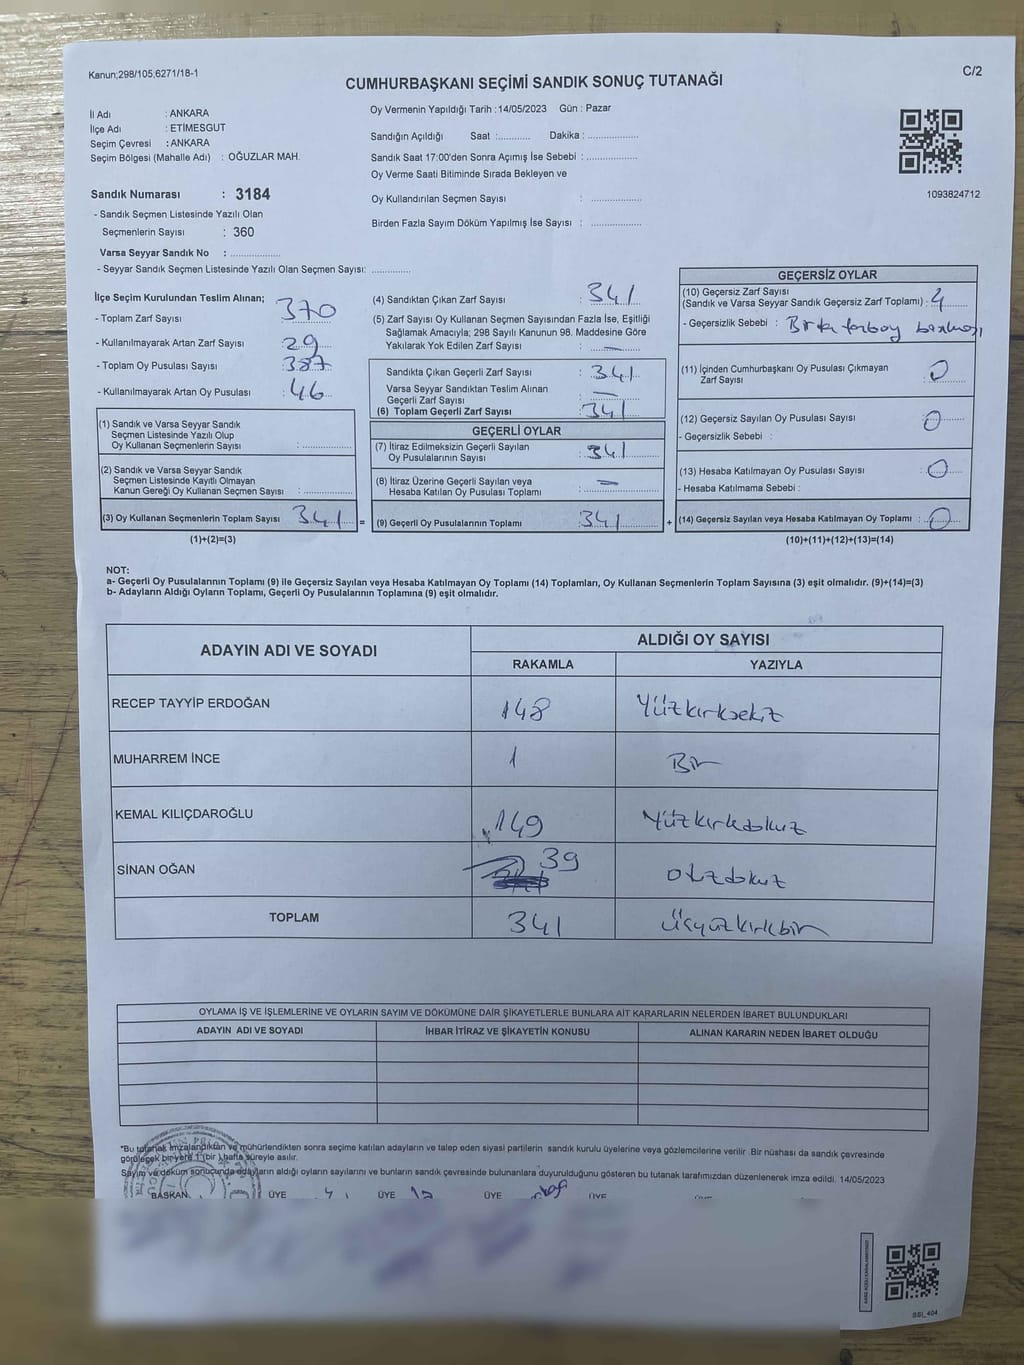 Kanun;298/105;6271/18-1
C/2
CUMHURBAŞKANI SEÇİMİ SANDIK SONUÇ TUTANAĞI
İl Adı : ANKARA
İlçe Adı : ETİMESGUT
Seçim Çevresi : ANKARA
Seçim Bölgesi (Mahalle Adı) : OĞUZLAR MAH.
Oy Vermenin Yapıldığı Tarih :14/05/2023 Gün : Pazar
Sandığın Açıldığı Saat :........... Dakika : .................
Sandık Saat 17:00'den Sonra Açımış İse Sebebi : .................
Oy Verme Saati Bitiminde Sırada Bekleyen ve
Oy Kullandırılan Seçmen Sayısı : .................
Birden Fazla Sayım Döküm Yapılmış İse Sayısı : .................
1093824712
Sandık Numarası : 3184
- Sandık Seçmen Listesinde Yazılı Olan
Seçmenlerin Sayısı : 360
Varsa Seyyar Sandık No : .................
- Seyyar Sandık Seçmen Listesinde Yazılı Olan Seçmen Sayısı: .............
İlçe Seçim Kurulundan Teslim Alınan;
- Toplam Zarf Sayısı : 370
- Kullanılmayarak Artan Zarf Sayısı : 29
- Toplam Oy Pusulası Sayısı : 387
- Kullanılmayarak Artan Oy Pusulası : 46
(1) Sandık ve Varsa Seyyar Sandık
Seçmen Listesinde Yazılı Olup
Oy Kullanan Seçmenlerin Sayısı : .................
(2) Sandık ve Varsa Seyyar Sandık
Seçmen Listesinde Kayıtlı Olmayan
Kanun Gereği Oy Kullanan Seçmen Sayısı : .................
(3) Oy Kullanan Seçmenlerin Toplam Sayısı 341 =
(1)+(2)=(3)
(4) Sandıktan Çıkan Zarf Sayısı : 341
(5) Zarf Sayısı Oy Kullanan Seçmen Sayısından Fazla İse, Eşitliği
Sağlamak Amacıyla; 298 Sayılı Kanunun 98. Maddesine Göre
Yakılarak Yok Edilen Zarf Sayısı : —
Sandıkta Çıkan Geçerli Zarf Sayısı : 341
Varsa Seyyar Sandıktan Teslim Alınan
Geçerli Zarf Sayısı : —
(6) Toplam Geçerli Zarf Sayısı : 341
GEÇERLİ OYLAR
(7) İtiraz Edilmeksizin Geçerli Sayılan
Oy Pusulalarının Sayısı : 341
(8) İtiraz Üzerine Geçerli Sayılan veya
Hesaba Katılan Oy Pusulası Toplamı : —
(9) Geçerli Oy Pusulalarının Toplamı : 341 +
GEÇERSİZ OYLAR
(10) Geçersiz Zarf Sayısı
(Sandık ve Varsa Seyyar Sandık Geçersiz Zarf Toplamı) : 4
- Geçersizlik Sebebi :
(11) İçinden Cumhurbaşkanı Oy Pusulası Çıkmayan
Zarf Sayısı : 0
(12) Geçersiz Sayılan Oy Pusulası Sayısı : 0
- Geçersizlik Sebebi :
(13) Hesaba Katılmayan Oy Pusulası Sayısı : 0
- Hesaba Katılmama Sebebi :
(14) Geçersiz Sayılan veya Hesaba Katılmayan Oy Toplamı : 0
(10)+(11)+(12)+(13)=(14)
NOT:
a- Geçerli Oy Pusulalarının Toplamı (9) ile Geçersiz Sayılan veya Hesaba Katılmayan Oy Toplamı (14) Toplamları, Oy Kullanan Seçmenlerin Toplam Sayısına (3) eşit olmalıdır. (9)+(14)=(3)
b- Adayların Aldığı Oyların Toplamı, Geçerli Oy Pusulalarının Toplamına (9) eşit olmalıdır.
ADAYIN ADI VE SOYADI
ALDIĞI OY SAYISI
RAKAMLA YAZIYLA
RECEP TAYYİP ERDOĞAN 148 Yüzkırksekiz
MUHARREM İNCE 1 Bir
KEMAL KILIÇDAROĞLU 149 Yüzkırkdokuz
SİNAN OĞAN 39 otuzdokuz
TOPLAM 341 Üçyüzkırkbir
OYLAMA İŞ VE İŞLEMLERİNE VE OYLARIN SAYIM VE DÖKÜMÜNE DAİR ŞİKAYETLERLE BUNLARA AİT KARARLARIN NELERDEN İBARET BULUNDUKLARI
ADAYIN ADI VE SOYADI İHBAR İTİRAZ VE ŞİKAYETİN KONUSU ALINAN KARARIN NEDEN İBARET OLDUĞU
*Bu tutanak imzalandıktan ve mühürlendikten sonra seçime katılan adayların ve talep eden siyasi partilerin sandık kurulu üyelerine veya gözlemcilerine verilir. Bir nüshası da sandık çevresinde
görülecek bir yere 1 (bir ) hafta süreyle asılır.
Sayım ve döküm sonucunda adayların aldığı oyların sayılarını ve bunların sandık çevresinde bulunanlara duyurulduğunu gösteren bu tutanak tarafımızdan düzenlenerek imza edildi. 14/05/2023
BAŞKAN ÜYE ÜYE ÜYE ÜYE
SSI_404